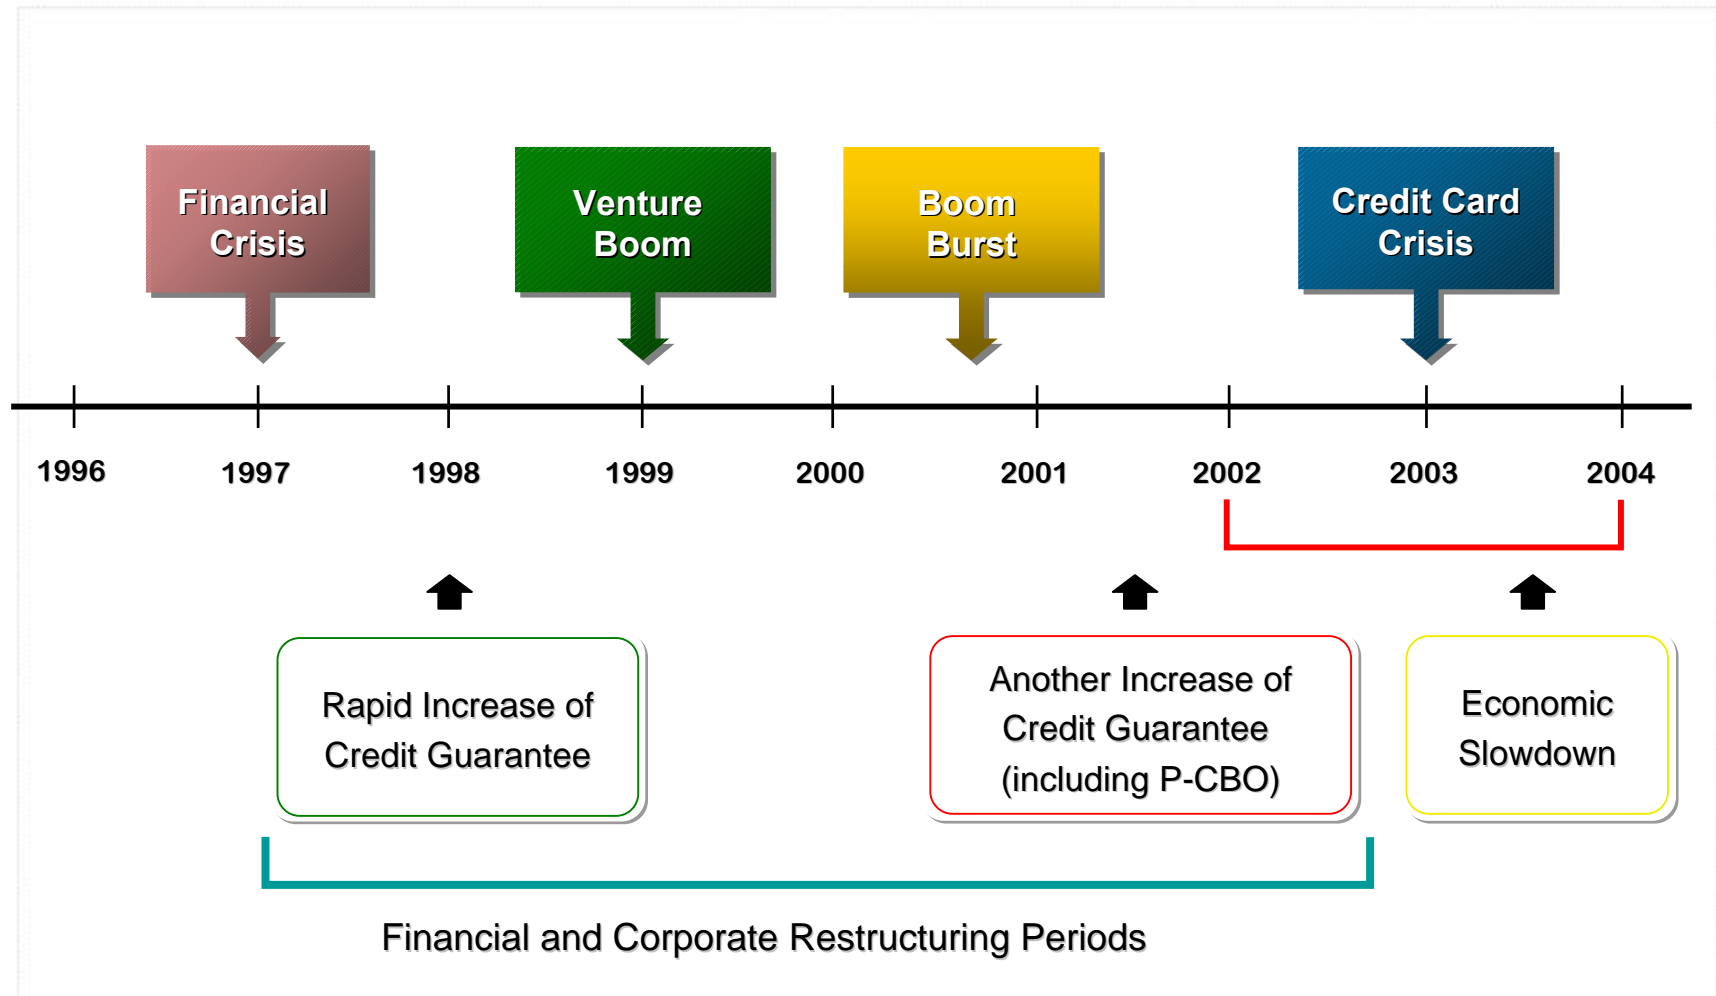 Financial
Crisis
Venture
Boom
Boom
Burst
Credit Card
Crisis
1996
1997
1998
1999
2000
2001
2002
2003
2004
Rapid Increase of
Credit Guarantee
Another Increase of
Credit Guarantee
(including P-CBO)
Economic
Slowdown
Financial and Corporate Restructuring Periods